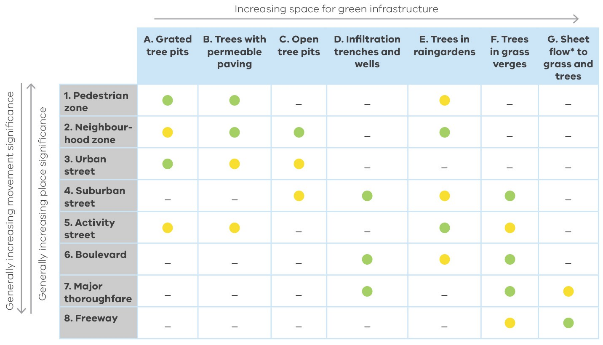 Increasing space for green infrastructure
A. Grated tree pits
B. Trees with permeable paving
C. Open tree pits
D. Infiltration trenches and wells
E. Trees in raingardens
F. Trees in grass verges
G. Sheet flow* to grass and trees
Generally increasing movement significance
Generally increasing place significance
1. Pedestrian zone
– – – –
2. Neighbour-hood zone
– – –
3. Urban street
– – – –
4. Suburban street
– – –
5. Activity street
– – –
6. Boulevard
– – – –
7. Major thoroughfare
– – – –
8. Freeway
– – – – –